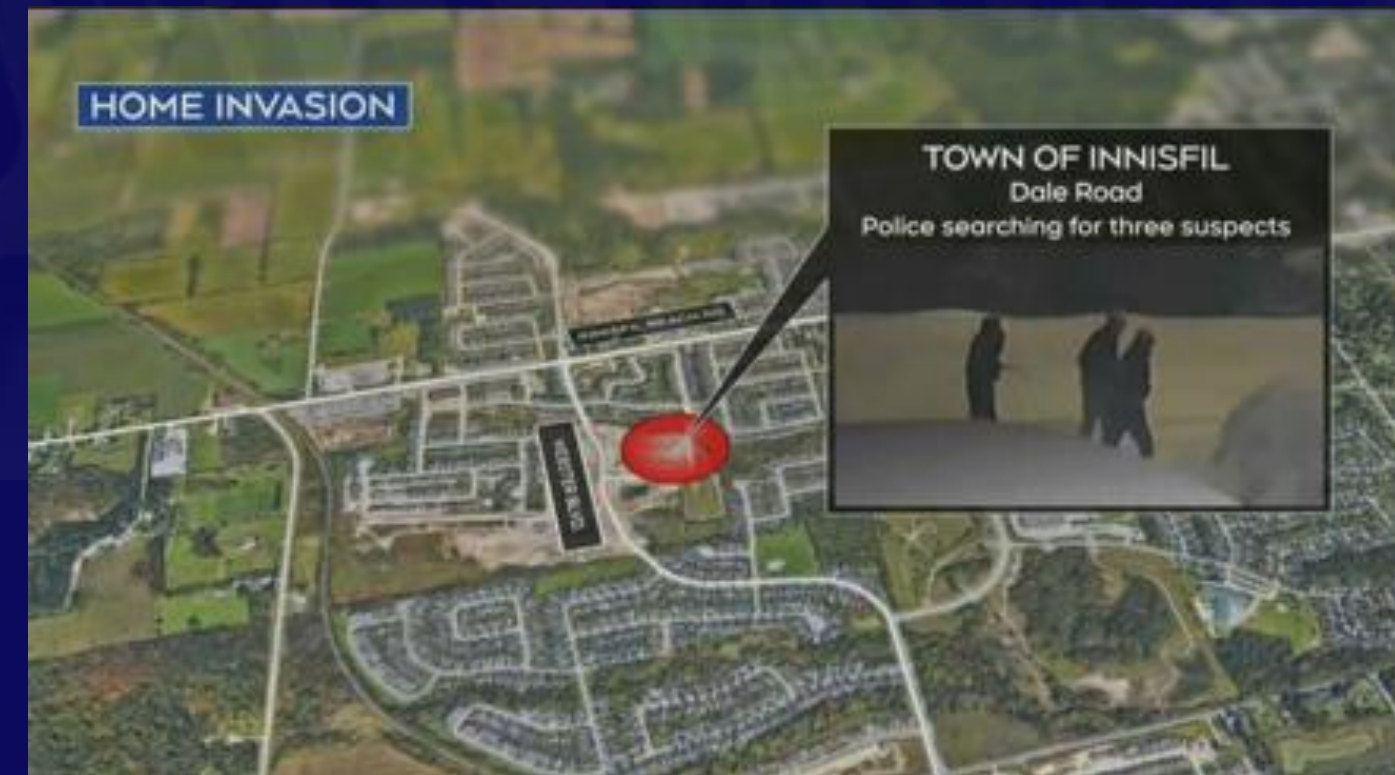 HOME INVASION
TOWN OF INNISFIL
Dale Road
Police searching for three suspects